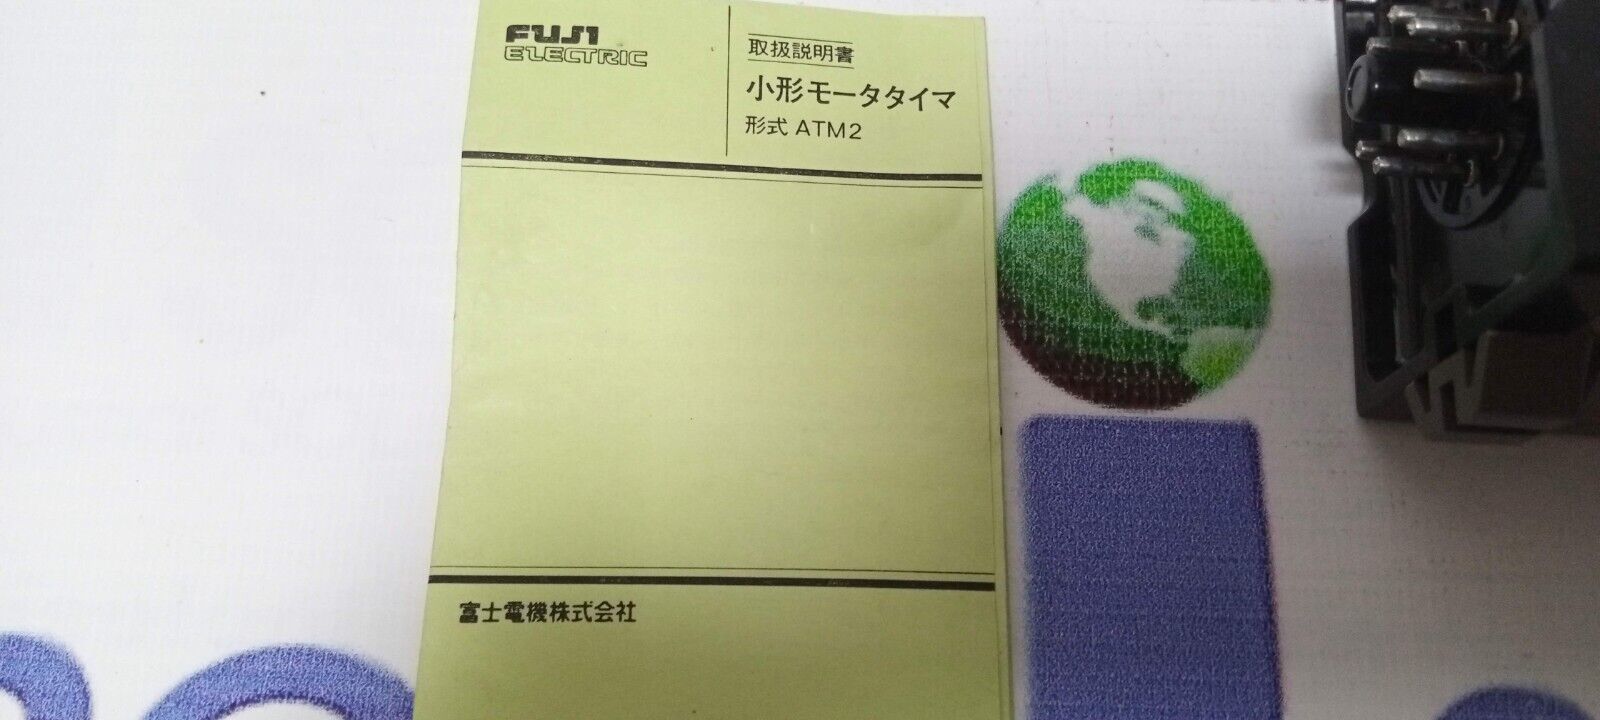 FUJI
ELECTRIC
取扱説明書
小形モータタイマ
形式 ATM2
富士電機株式会社